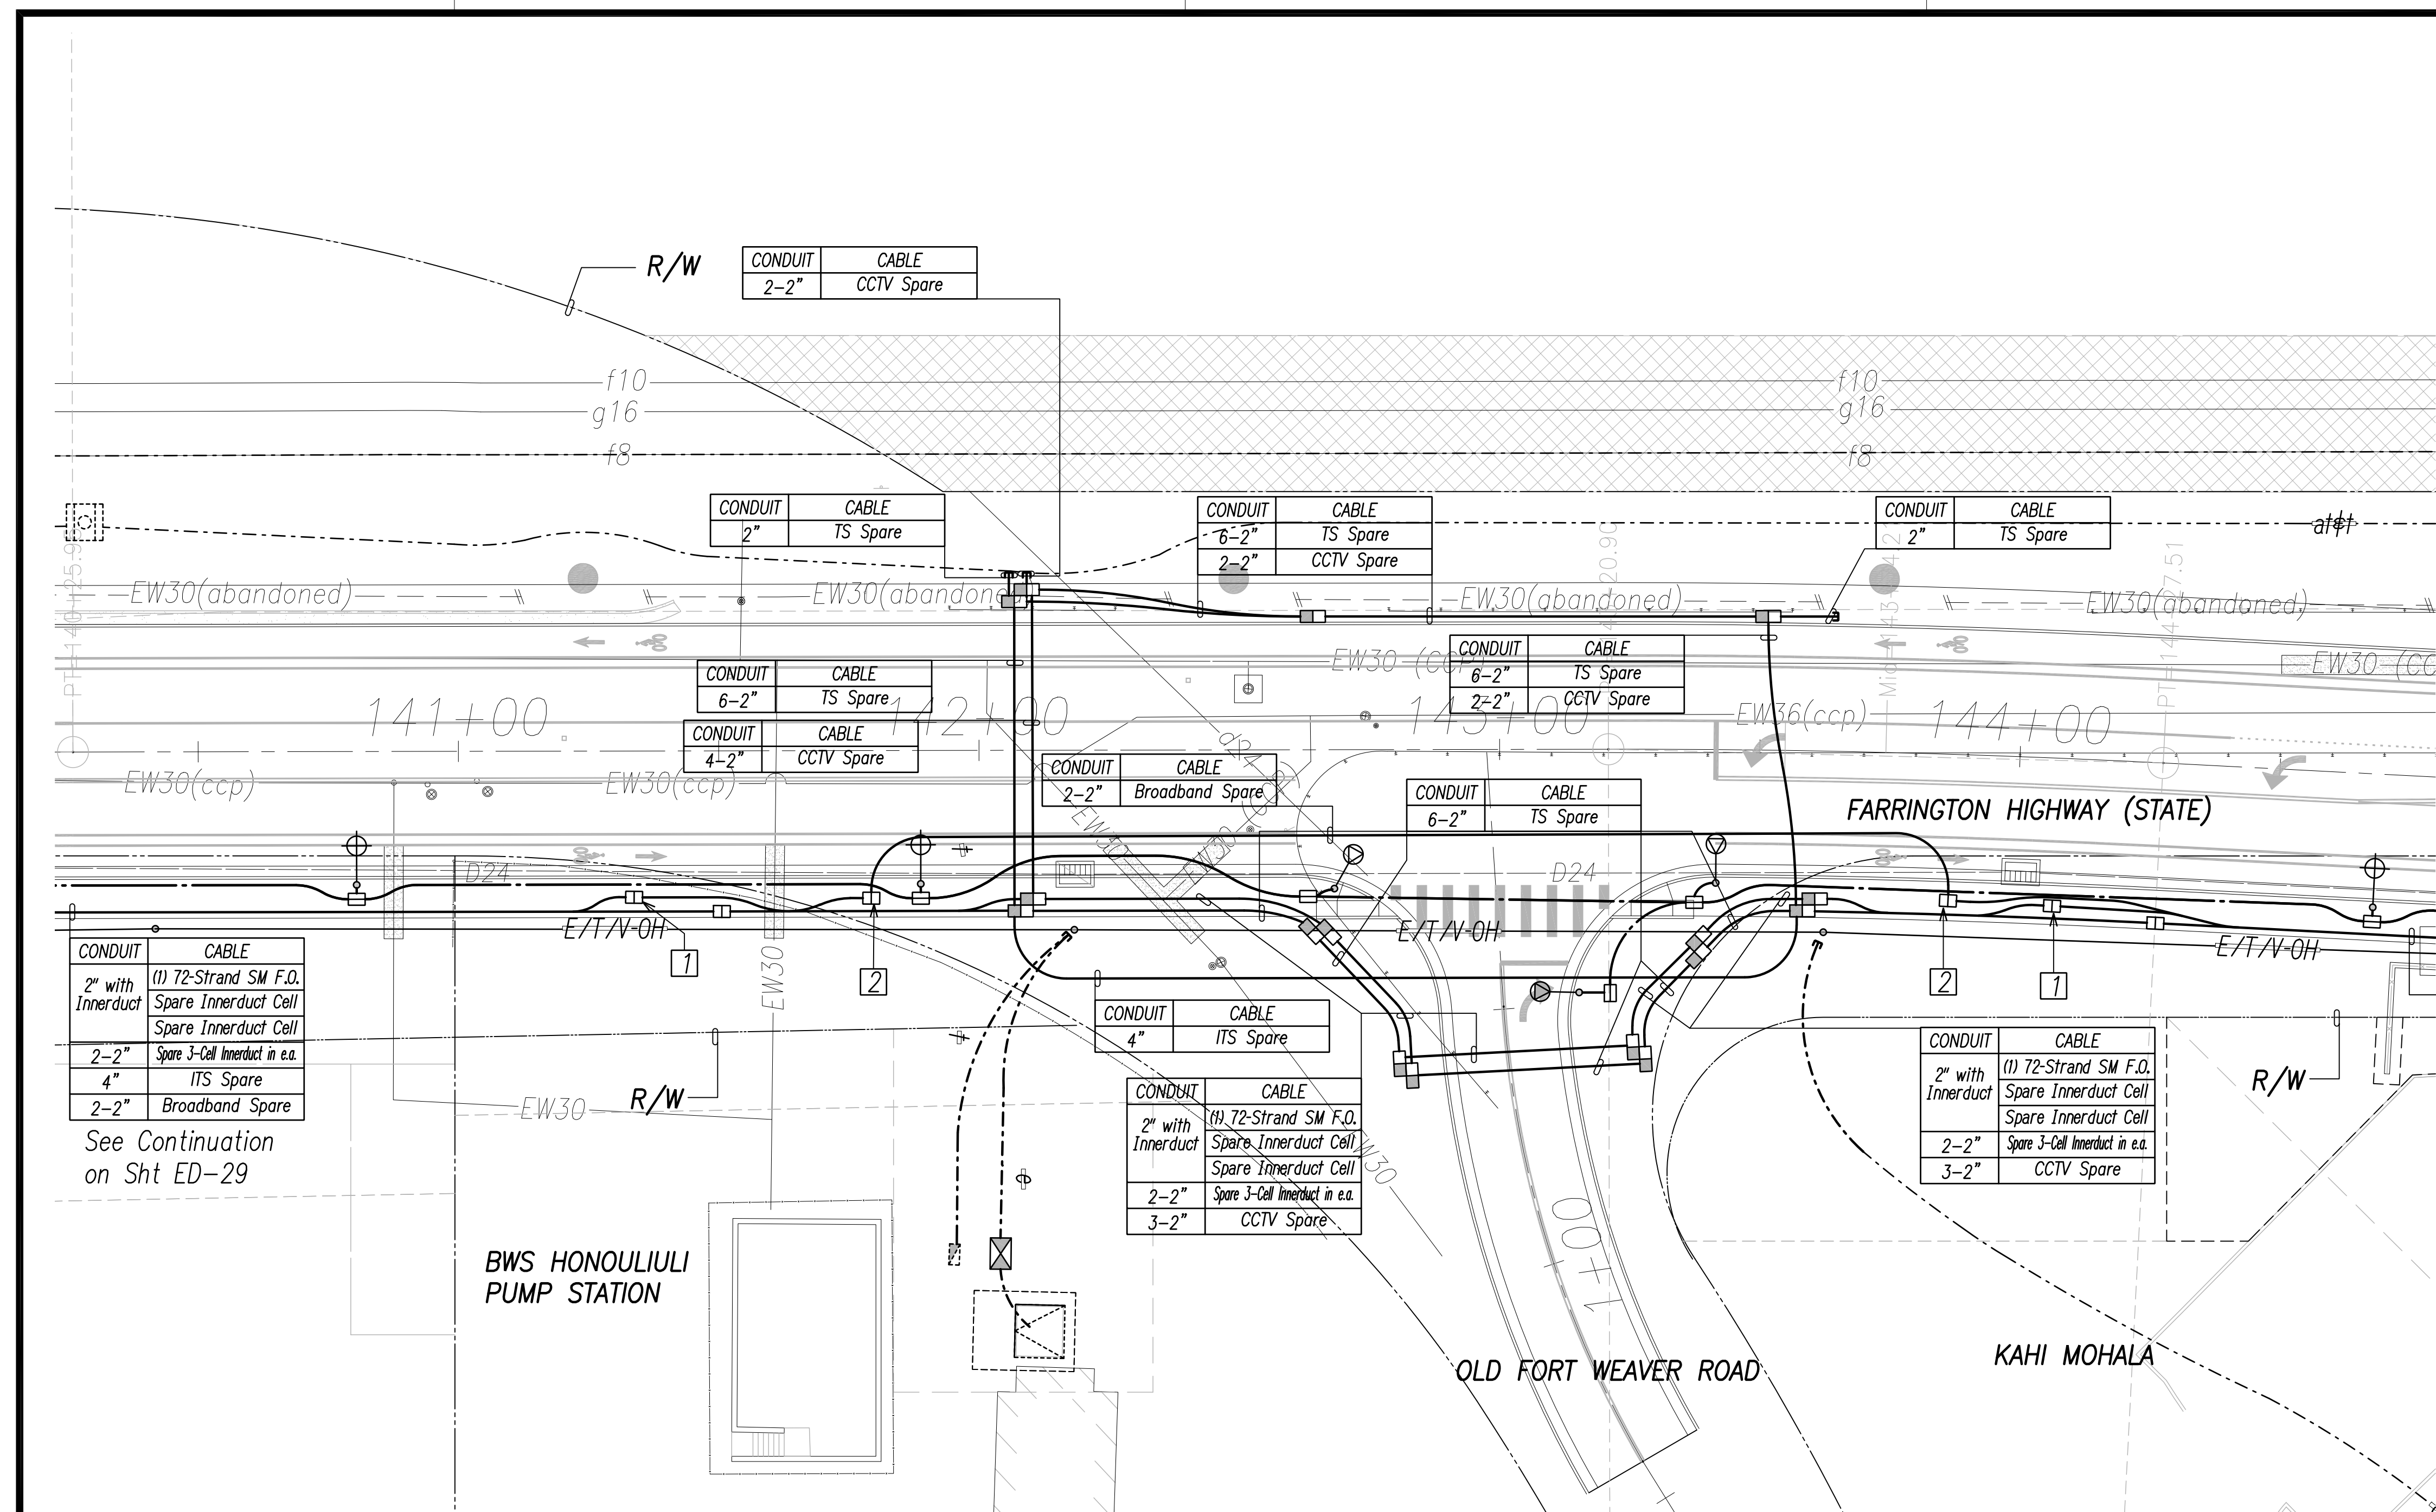 R/W
CONDUIT CABLE
2-2" CCTV Spare
f10
f10
g16
g16
f8
f8
CONDUIT CABLE
2" TS Spare
CONDUIT CABLE
6-2" TS Spare
2-2" CCTV Spare
CONDUIT CABLE
2" TS Spare
at&t
EW30(abandoned)
EW30(abandoned
EW30(abandoned)
EW30(abandoned)
CONDUIT CABLE
6-2" TS Spare
CONDUIT CABLE
4-2" CCTV Spare
EW30 (CCP)
CONDUIT CABLE
6-2" TS Spare
2-2" CCTV Spare
EW30 (CC
141+00
142+00
143+00
144+00
EW36(ccp)
EW30(ccp)
EW30(ccp)
CONDUIT CABLE
2-2" Broadband Spare
CONDUIT CABLE
6-2" TS Spare
FARRINGTON HIGHWAY (STATE)
EW30
D24
D24
E/T/V-OH
E/T/V-OH
E/T/V-OH
1
2
2
1
EW30
CONDUIT CABLE
2" with Innerduct (1) 72-Strand SM F.O.
Spare Innerduct Cell
Spare Innerduct Cell
2-2" Spare 3-Cell Innerduct in e.a.
4" ITS Spare
2-2" Broadband Spare
See Continuation
on Sht ED-29
CONDUIT CABLE
4" ITS Spare
R/W
EW30
CONDUIT CABLE
2" with Innerduct (1) 72-Strand SM F.O.
Spare Innerduct Cell
Spare Innerduct Cell
2-2" Spare 3-Cell Innerduct in e.a.
3-2" CCTV Spare
CONDUIT CABLE
2" with Innerduct (1) 72-Strand SM F.O.
Spare Innerduct Cell
Spare Innerduct Cell
2-2" Spare 3-Cell Innerduct in e.a.
3-2" CCTV Spare
R/W
1+00
BWS HONOULIULI
PUMP STATION
OLD FORT WEAVER ROAD
KAHI MOHALA